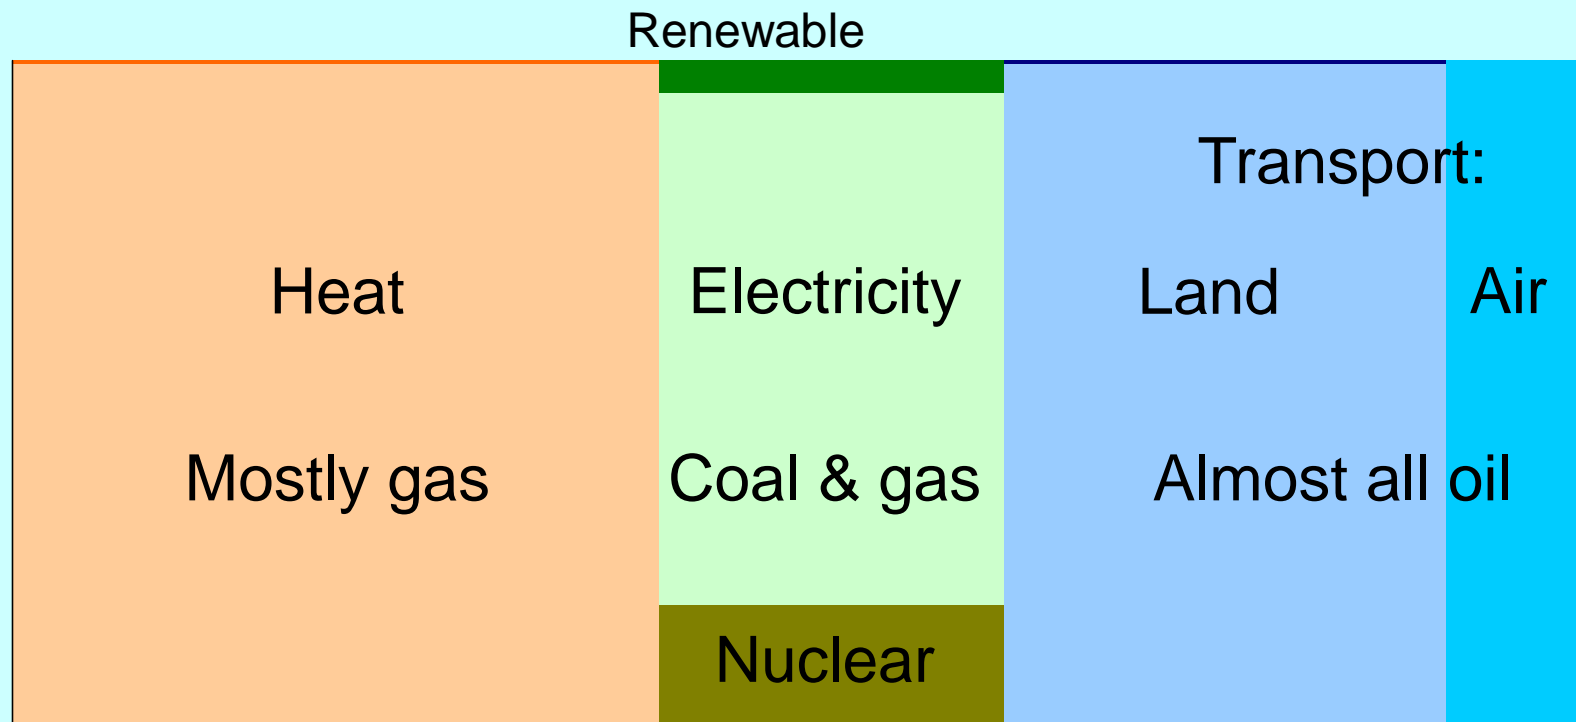 Renewable
Transport:
Heat
Electricity
Land
Air
Mostly gas
Coal & gas
Almost all oil
Nuclear